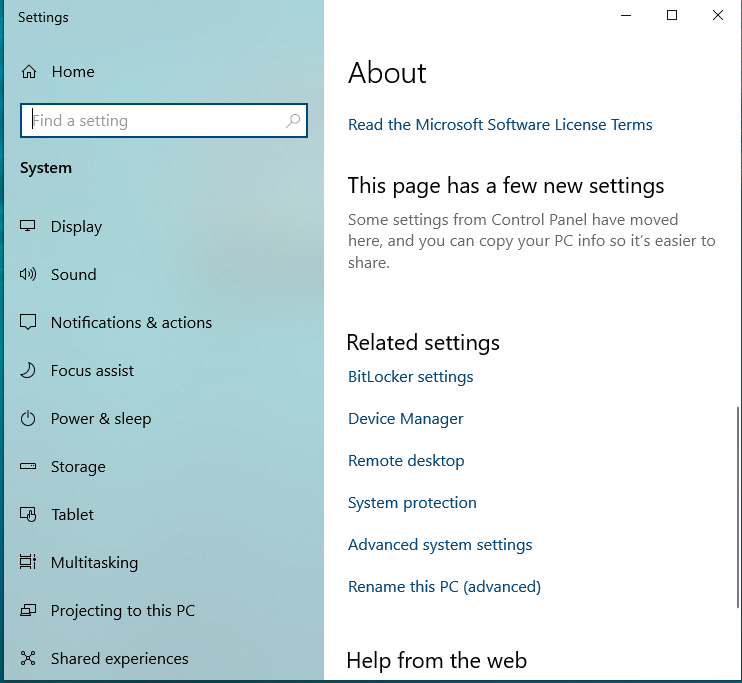 Settings
Home
Find a setting
System
Display
Sound
Notifications & actions
Focus assist
Power & sleep
Storage
Tablet
Multitasking
Projecting to this PC
Shared experiences
About
Read the Microsoft Software License Terms
This page has a few new settings
Some settings from Control Panel have moved
here, and you can copy your PC info so it's easier to
share.
Related settings
BitLocker settings
Device Manager
Remote desktop
System protection
Advanced system settings
Rename this PC (advanced)
Help from the web